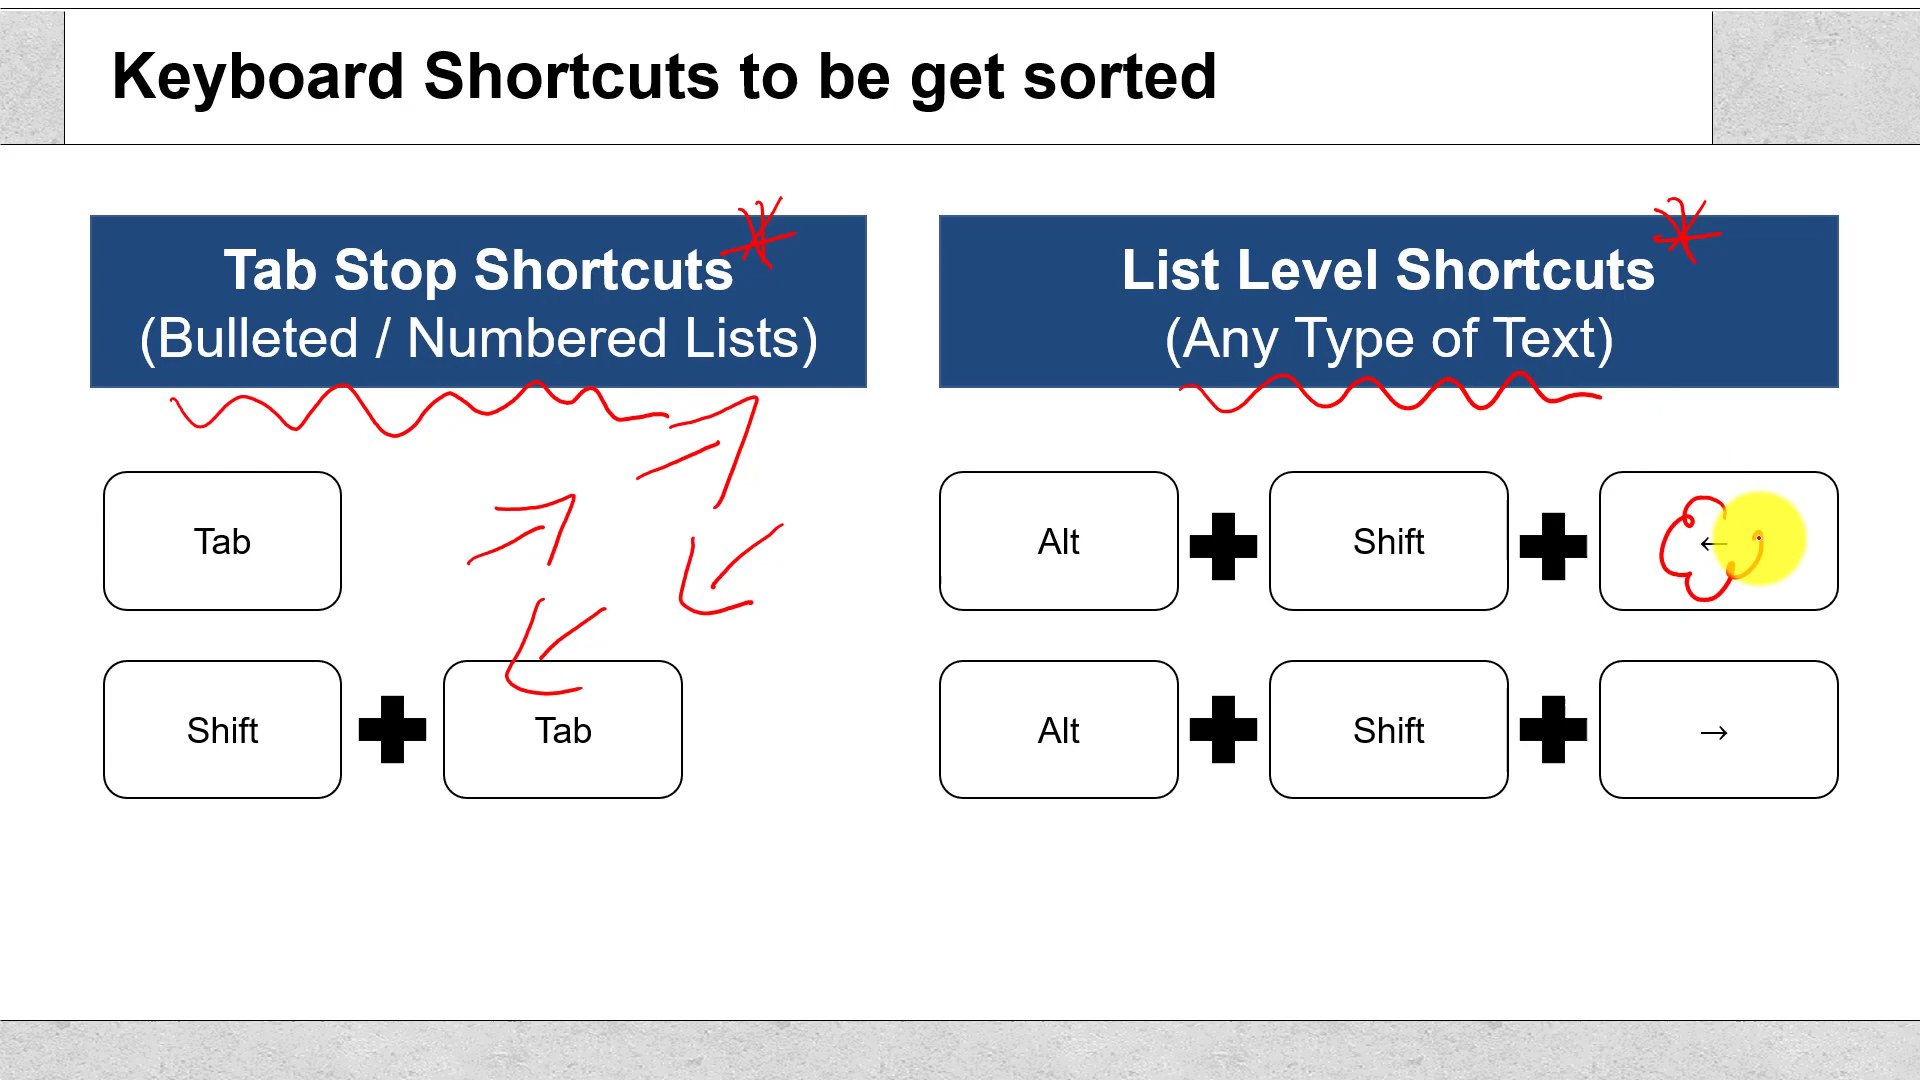 Keyboard Shortcuts to be get sorted
Tab Stop Shortcuts
(Bulleted / Numbered Lists)
Tab
Shift + Tab
List Level Shortcuts
(Any Type of Text)
Alt + Shift + ←
Alt + Shift + →